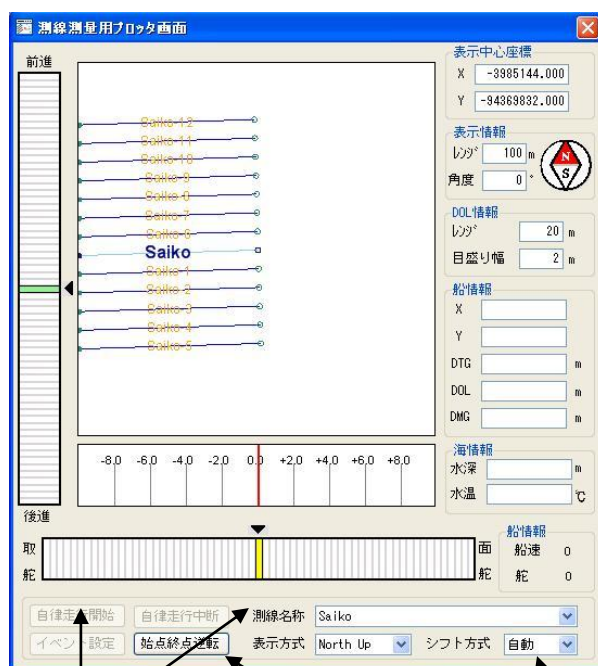 測線測量用プロッタ画面
前進
表示中心座標
X -3985144.000
Y -94369832.000
Saiko-12
Saiko-11
Saiko-10
Saiko-9
Saiko-8
Saiko-7
Saiko-6
Saiko
Saiko-1
Saiko-2
Saiko-3
Saiko-4
Saiko-5
表示情報
レンジ 100 m
角度 0 °
N
S
DOL情報
レンジ 20 m
目盛り幅 2 m
船情報
X
Y
DTG m
DOL m
DMG m
-8.0 -6.0 -4.0 -2.0 0.0 +2.0 +4.0 +6.0 +8.0
海情報
水深 m
水温 ℃
後進
取舵
面舵
船情報
船速 0
舵 0
自律走行開始 自律走行中断 測線名称 Saiko
イベント設定 始点終点逆転 表示方式 North Up シフト方式 自動